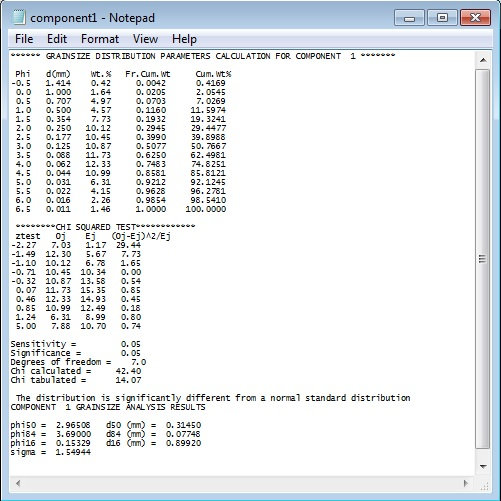 component1 - Notepad
File Edit Format View Help
****** GRAINSIZE DISTRIBUTION PARAMETERS CALCULATION FOR COMPONENT 1 *******
Phi d(mm) Wt.% Fr.Cum.Wt Cum.Wt%
-0.5 1.414 0.42 0.0042 0.4169
0.0 1.000 1.64 0.0205 2.0545
0.5 0.707 4.97 0.0703 7.0269
1.0 0.500 4.57 0.1160 11.5974
1.5 0.354 7.73 0.1932 19.3241
2.0 0.250 10.12 0.2945 29.4477
2.5 0.177 10.45 0.3990 39.8988
3.0 0.125 10.87 0.5077 50.7667
3.5 0.088 11.73 0.6250 62.4981
4.0 0.062 12.33 0.7483 74.8251
4.5 0.044 10.99 0.8581 85.8121
5.0 0.031 6.31 0.9212 92.1245
5.5 0.022 4.15 0.9628 96.2781
6.0 0.016 2.26 0.9854 98.5410
6.5 0.011 1.46 1.0000 100.0000
********CHI SQUARED TEST************
ztest Oj Ej (Oj-Ej)^2/Ej
-2.27 7.03 1.17 29.44
-1.49 12.30 5.67 7.73
-1.10 10.12 6.78 1.65
-0.71 10.45 10.34 0.00
-0.32 10.87 13.58 0.54
0.07 11.73 15.35 0.85
0.46 12.33 14.93 0.45
0.85 10.99 12.49 0.18
1.24 6.31 8.99 0.80
5.00 7.88 10.70 0.74
Sensitivity = 0.05
Significance = 0.05
Degrees of freedom = 7.0
Chi calculated = 42.40
Chi tabulated = 14.07
The distribution is significantly different from a normal standard distribution
COMPONENT 1 GRAINSIZE ANALYSIS RESULTS
phi50 = 2.96508 d50 (mm) = 0.31450
phi84 = 3.69000 d84 (mm) = 0.07748
phi16 = 0.15329 d16 (mm) = 0.89920
sigma = 1.54944